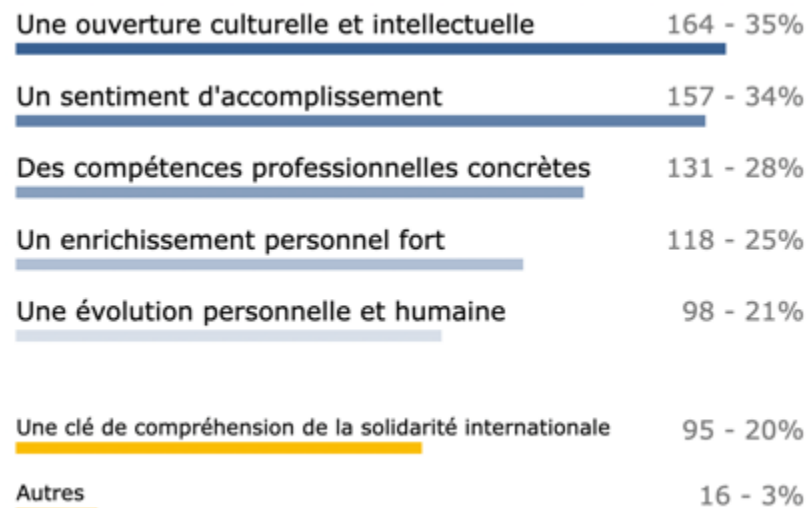 Une ouverture culturelle et intellectuelle 164 - 35%
Un sentiment d'accomplissement 157 - 34%
Des compétences professionnelles concrètes 131 - 28%
Un enrichissement personnel fort 118 - 25%
Une évolution personnelle et humaine 98 - 21%
Une clé de compréhension de la solidarité internationale 95 - 20%
Autres 16 - 3%